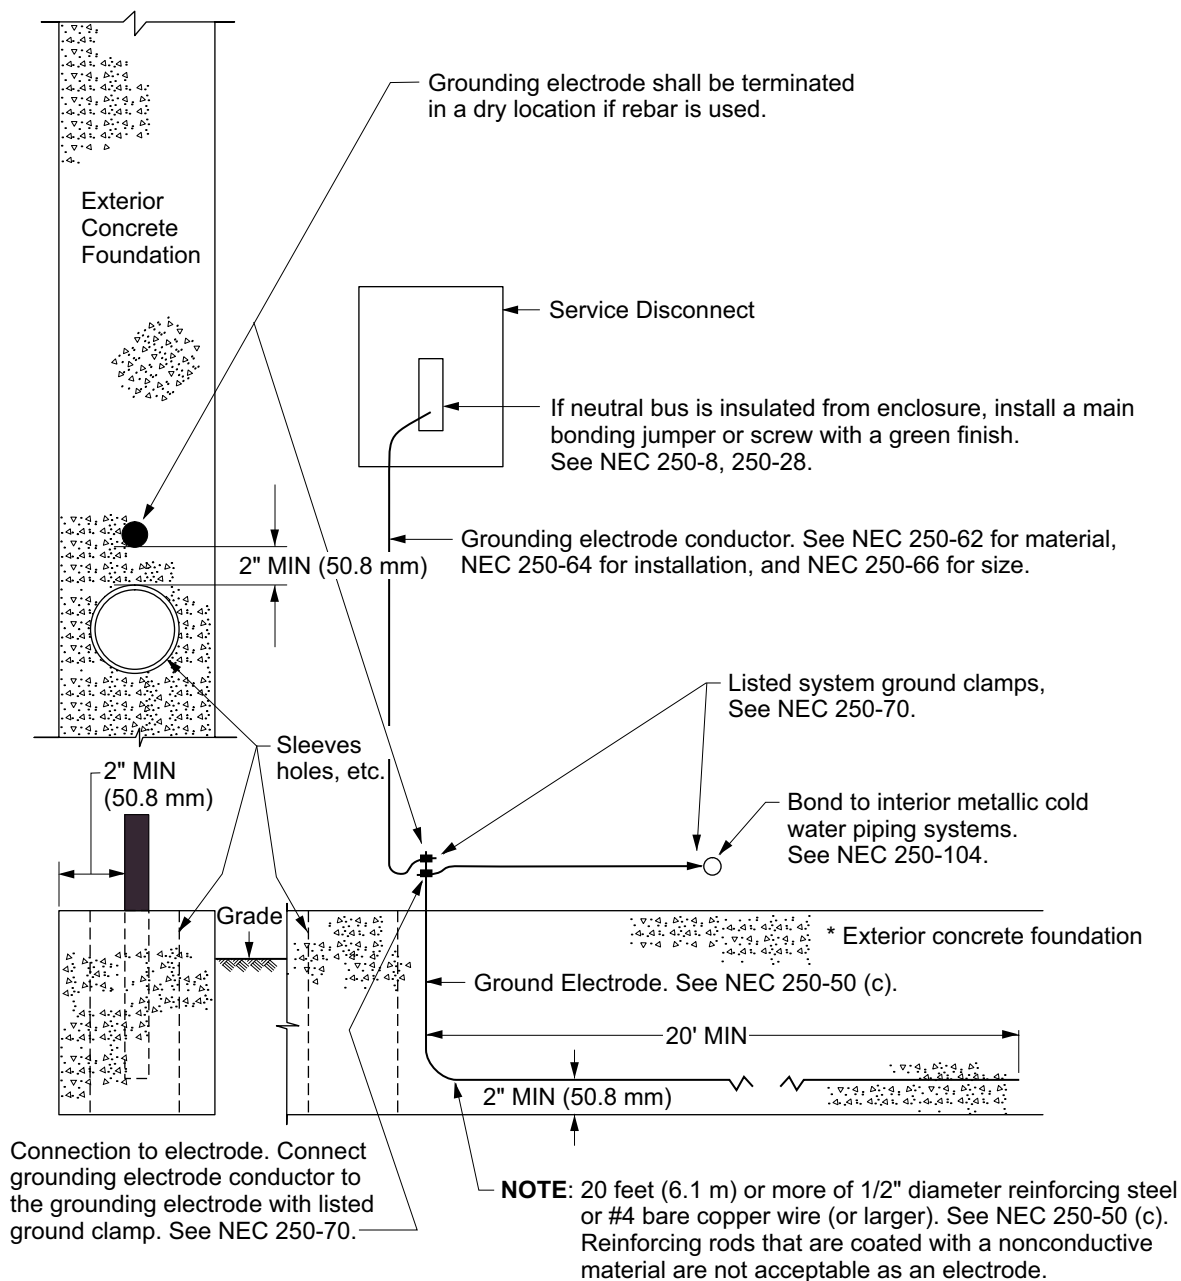 Grounding electrode shall be terminated
in a dry location if rebar is used.
Exterior
Concrete
Foundation
Service Disconnect
If neutral bus is insulated from enclosure, install a main
bonding jumper or screw with a green finish.
See NEC 250-8, 250-28.
Grounding electrode conductor. See NEC 250-62 for material,
NEC 250-64 for installation, and NEC 250-66 for size.
2" MIN (50.8 mm)
Listed system ground clamps,
See NEC 250-70.
Sleeves
holes, etc.
2" MIN
(50.8 mm)
Bond to interior metallic cold
water piping systems.
See NEC 250-104.
Grade
* Exterior concrete foundation
Ground Electrode. See NEC 250-50 (c).
20' MIN
2" MIN (50.8 mm)
Connection to electrode. Connect
grounding electrode conductor to
the grounding electrode with listed
ground clamp. See NEC 250-70.
NOTE: 20 feet (6.1 m) or more of 1/2" diameter reinforcing steel
or #4 bare copper wire (or larger). See NEC 250-50 (c).
Reinforcing rods that are coated with a nonconductive
material are not acceptable as an electrode.